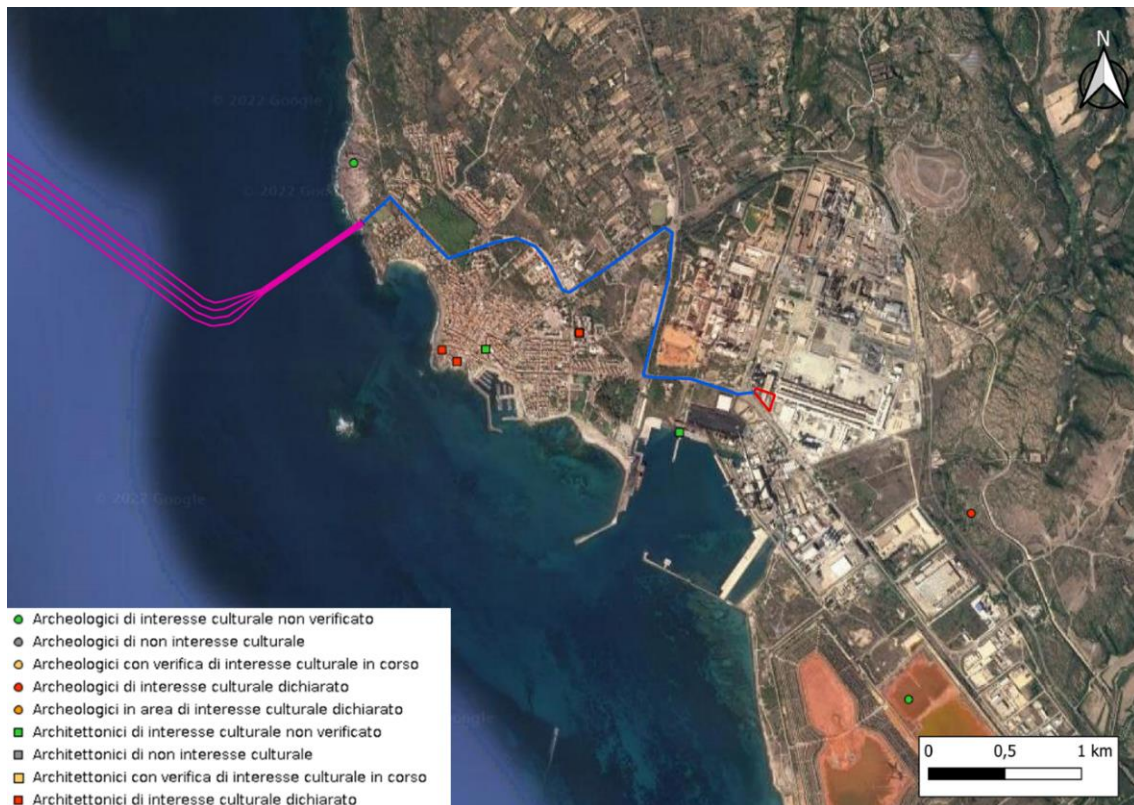 N
© 2022 Google
© 2022 Goog
© 2022 Google
Google
Archeologici di interesse culturale non verificato
Archeologici di non interesse culturale
Archeologici con verifica di interesse culturale in corso
Archeologici di interesse culturale dichiarato
Archeologici in area di interesse culturale dichiarato
Architettonici di interesse culturale non verificato
Architettonici di non interesse culturale
Architettonici con verifica di interesse culturale in corso
Architettonici di interesse culturale dichiarato
0 0,5 1 km